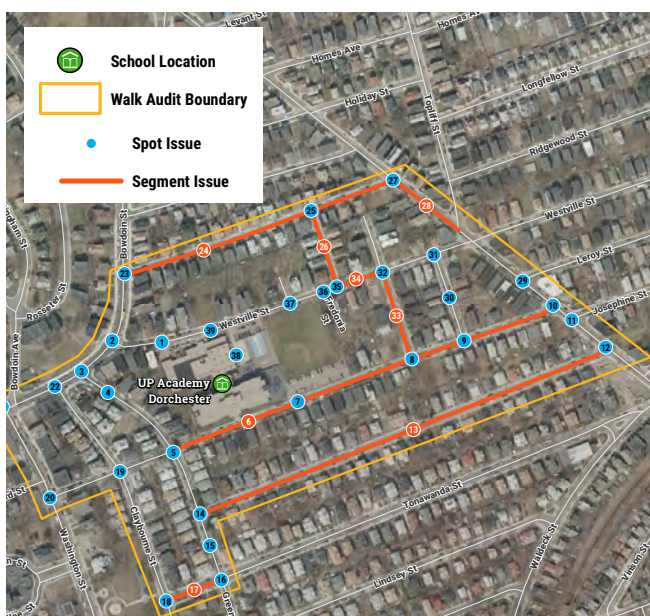 Levant St
Homes Ave
Homes Ave
School Location
Walk Audit Boundary
Spot Issue
Segment Issue
Longfellow St
Holiday St
Topliff St
Ridgewood St
Westville St
Bowdoin St
Leroy St
Rosseter St
Josephine St
Westville St
Fredonia
St
Bowdoin Ave
UP Academy
Dorchester
Tonawanda St
Claybourne St
Washington St
Lindsey St
Waldeck St
Vinson St
27
28
25
24
26
31
23
32
34
35
36
29
37
30
10
11
33
39
2
1
9
12
38
8
3
22
4
7
6
13
5
19
20
14
15
16
17
18